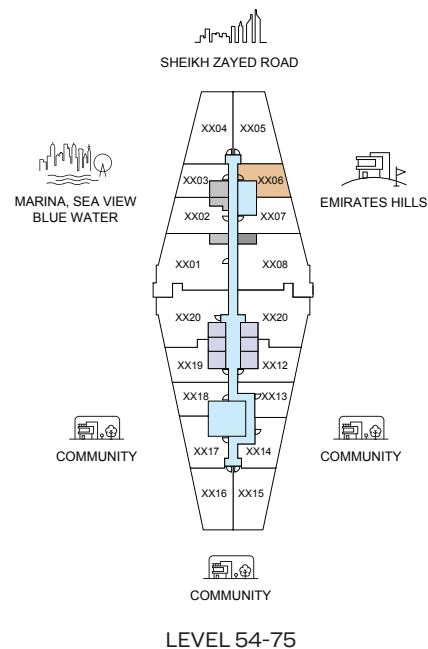 SHEIKH ZAYED ROAD
XX04 XX05
XX03 XX06
MARINA, SEA VIEW
BLUE WATER
EMIRATES HILLS
XX02 XX07
XX01 XX08
XX20 XX20
XX19 XX12
XX18 XX13
XX17 XX14
COMMUNITY COMMUNITY
XX16 XX15
COMMUNITY
LEVEL 54-75